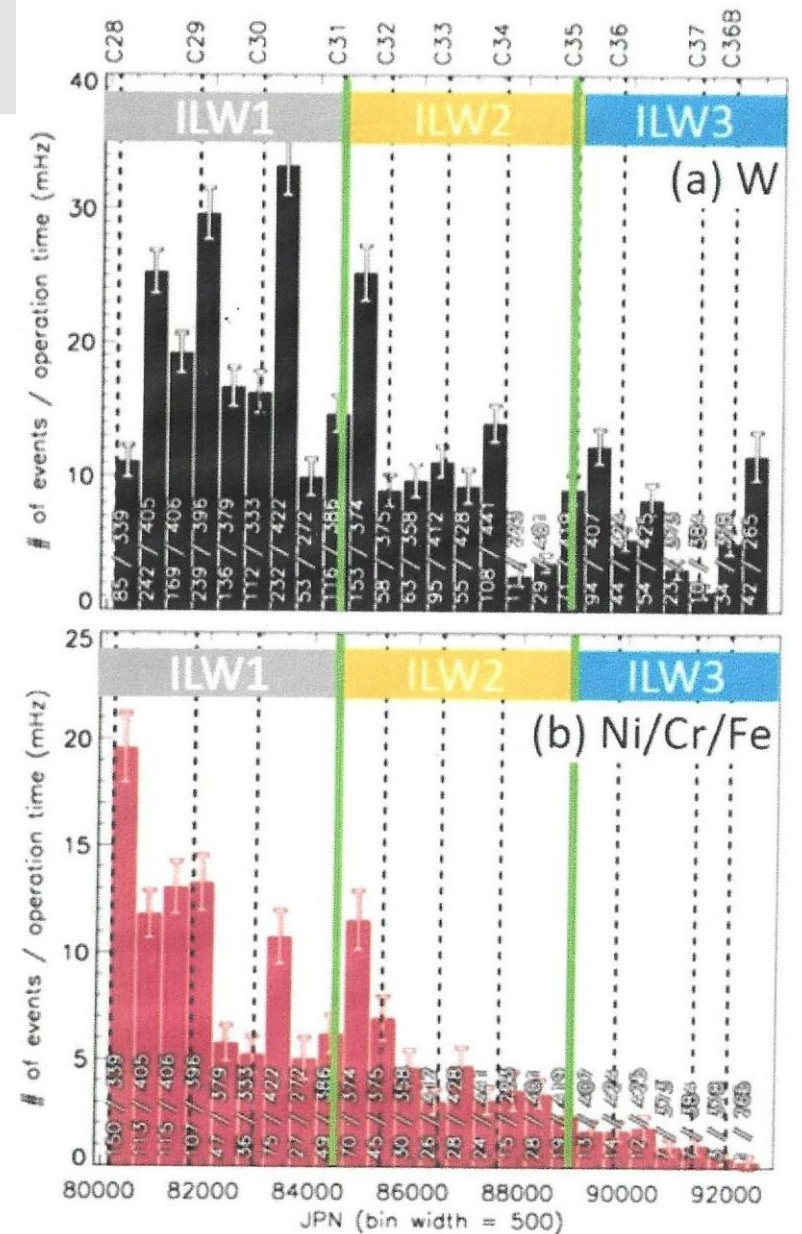 C28 C29 C30 C31 C32 C33 C34 C35 C36 C37 C36B
40
ILW1 ILW2 ILW3
(a) W
30
20
10
0
# of events / operation time (mHz)
85 / 339
242 / 405
169 / 406
239 / 396
136 / 379
112 / 333
232 / 422
53 / 272
116 / 386
153 / 374
58 / 375
63 / 358
95 / 412
55 / 428
108 / 441
94 / 407
54 / 425
42 / 265
25
ILW1 ILW2 ILW3
(b) Ni/Cr/Fe
20
15
10
5
0
# of events / operation time (mHz)
113 / 405
115 / 406
107 / 396
47 / 379
36 / 333
75 / 422
27 / 272
49 / 386
70 / 374
45 / 375
80000 82000 84000 86000 88000 90000 92000
JPN (bin width = 500)